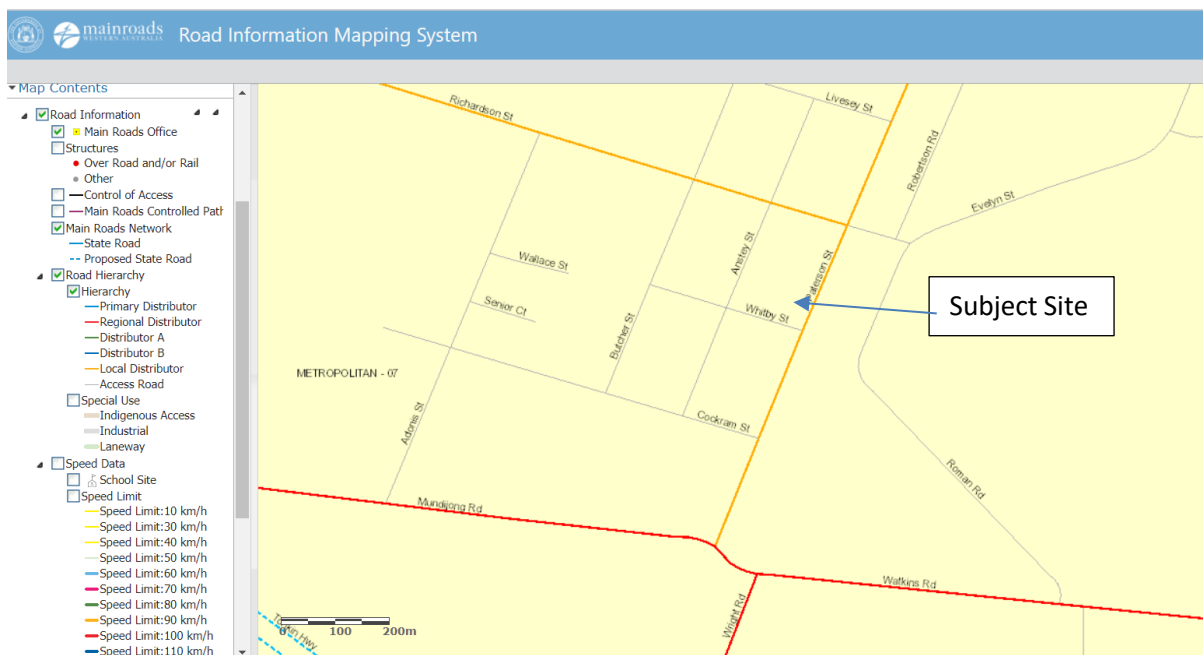 mainroads
WESTERN AUSTRALIA
Road Information Mapping System
Map Contents
Road Information
Main Roads Office
Structures
Over Road and/or Rail
Other
Control of Access
Main Roads Controlled Path
Main Roads Network
State Road
Proposed State Road
Road Hierarchy
Hierarchy
Primary Distributor
Regional Distributor
Distributor A
Distributor B
Local Distributor
Access Road
Special Use
Indigenous Access
Industrial
Laneway
Speed Data
School Site
Speed Limit
Speed Limit:10 km/h
Speed Limit:30 km/h
Speed Limit:40 km/h
Speed Limit:50 km/h
Speed Limit:60 km/h
Speed Limit:70 km/h
Speed Limit:80 km/h
Speed Limit:90 km/h
Speed Limit:100 km/h
Speed Limit:110 km/h
Richardson St
Livesey St
Robertson Rd
Evelyn St
Wallace St
Anstey St
Paterson St
Senior Ct
Whitby St
Subject Site
Butcher St
METROPOLITAN - 07
Adonis St
Cockram St
Roman Rd
Mundijong Rd
Watkins Rd
Wright Rd
Hwy
0 100 200m